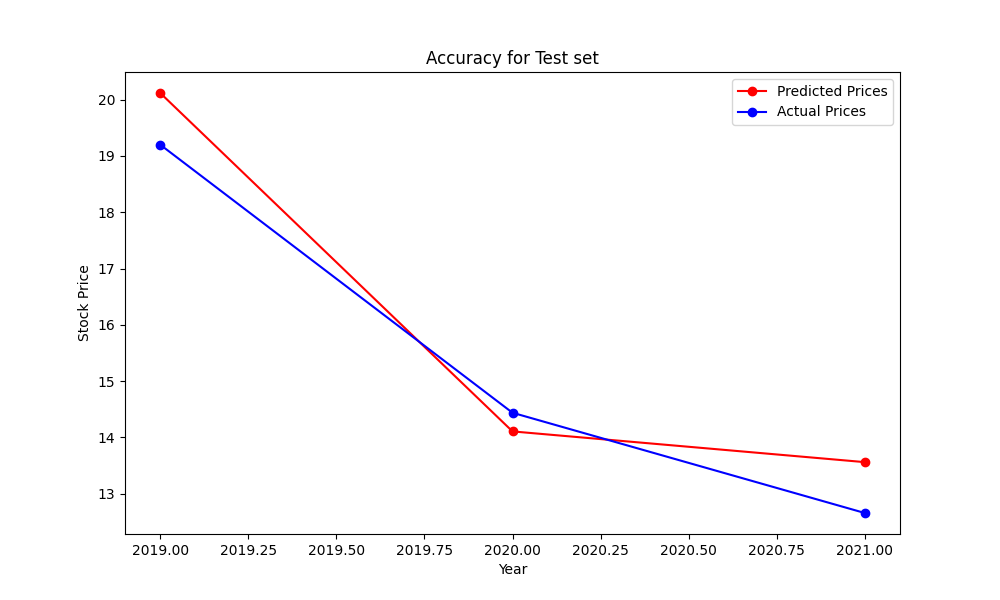 Accuracy for Test set
Predicted Prices
Actual Prices
20
19
18
17
16
15
14
13
Stock Price
2019.00 2019.25 2019.50 2019.75 2020.00 2020.25 2020.50 2020.75 2021.00
Year